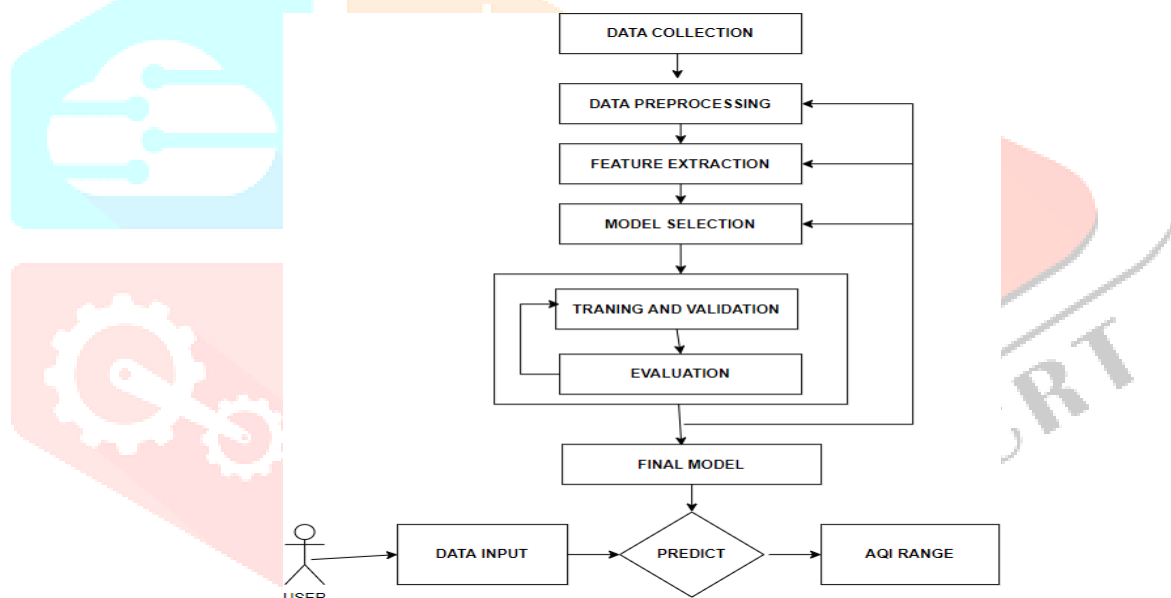 DATA COLLECTION
DATA PREPROCESSING
FEATURE EXTRACTION
MODEL SELECTION
TRANING AND VALIDATION
EVALUATION
FINAL MODEL
DATA INPUT
PREDICT
AQI RANGE
USER